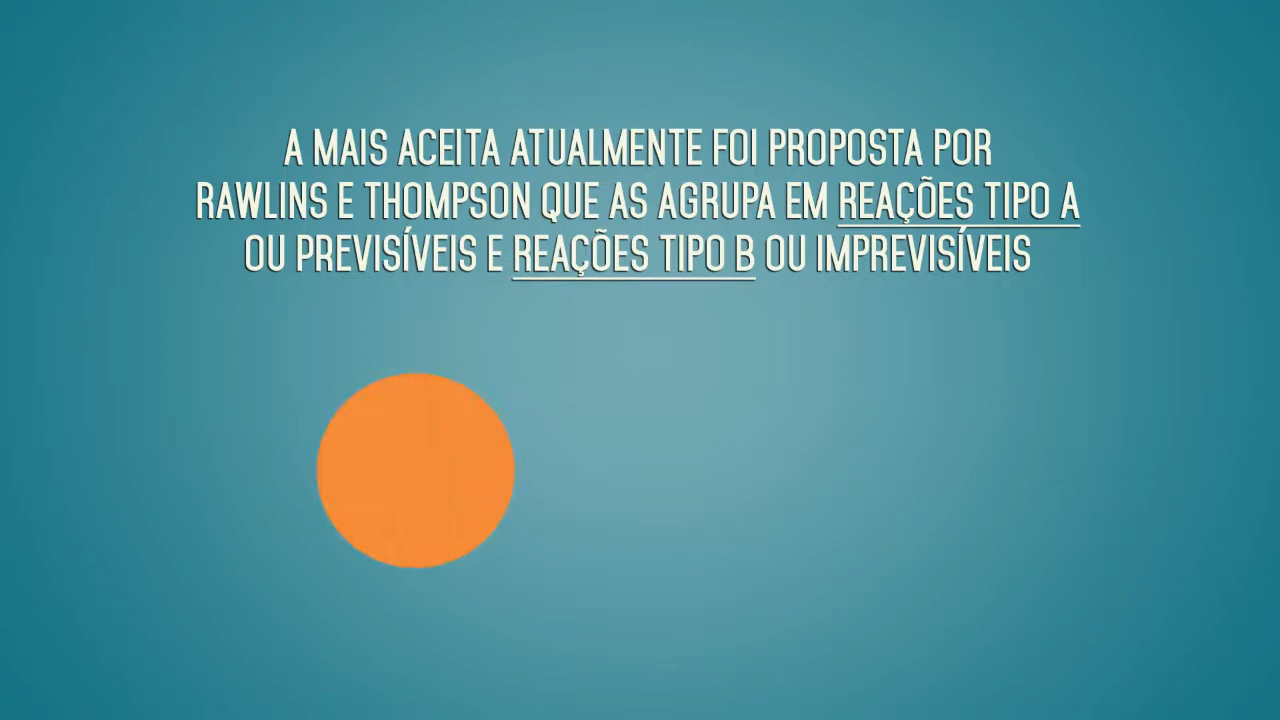 A MAIS ACEITA ATUALMENTE FOI PROPOSTA POR
RAWLINS E THOMPSON QUE AS AGRUPA EM REAÇÕES TIPO A
OU PREVISÍVEIS E REAÇÕES TIPO B OU IMPREVISÍVEIS